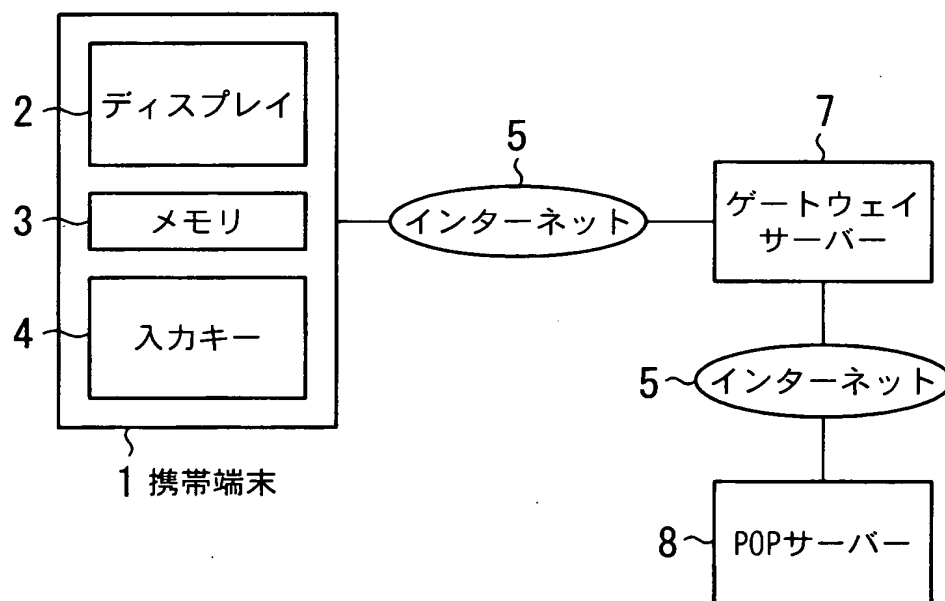 2 ディスプレイ
3 メモリ
4 入力キー
1 携帯端末
5
インターネット
7
ゲートウェイ
サーバー
5 インターネット
8 POPサーバー